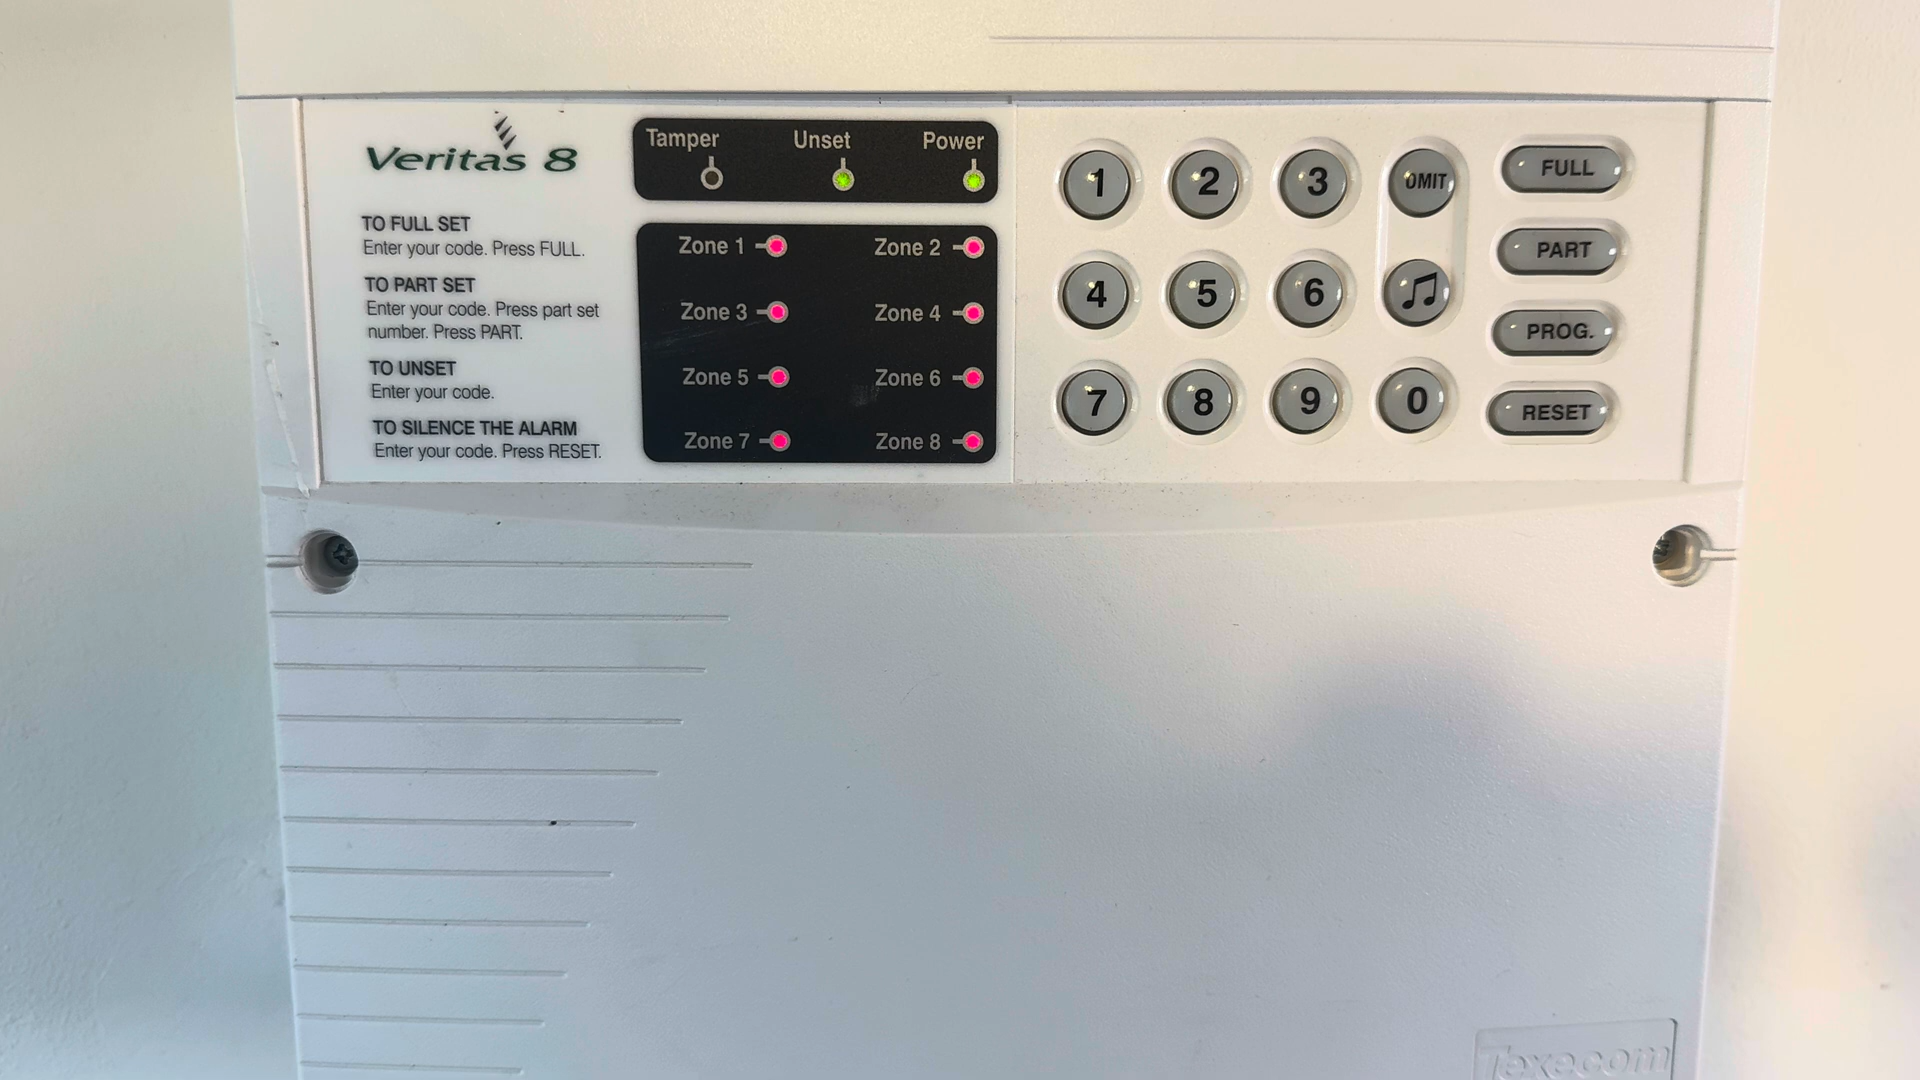 Veritas 8
TO FULL SET
Enter your code. Press FULL.
TO PART SET
Enter your code. Press part set
number. Press PART.
TO UNSET
Enter your code.
TO SILENCE THE ALARM
Enter your code. Press RESET.
Tamper Unset Power
Zone 1 Zone 2
Zone 3 Zone 4
Zone 5 Zone 6
Zone 7 Zone 8
1 2 3 OMIT FULL
PART
4 5 6
PROG.
7 8 9 0 RESET
Texecom